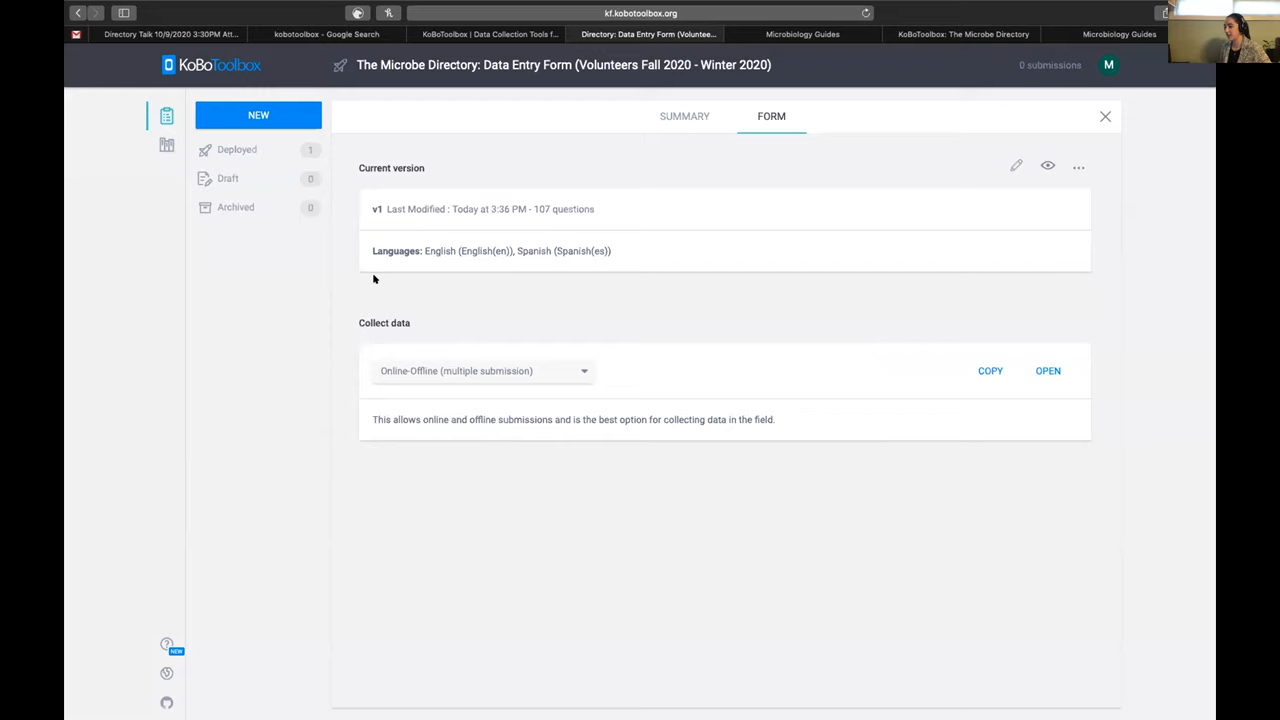 kf.kobotoolbox.org
Directory Talk 10/9/2020 3:30PM Att...
kobotoolbox - Google Search
KoBoToolbox | Data Collection Tools f...
Directory: Data Entry Form (Voluntee...
Microbiology Guides
KoBoToolbox: The Microbe Directory
Microbiology Guides
KoBoToolbox
The Microbe Directory: Data Entry Form (Volunteers Fall 2020 - Winter 2020)
0 submissions
M
NEW
Deployed 1
Draft 0
Archived 0
SUMMARY
FORM
Current version
...
v1 Last Modified : Today at 3:36 PM - 107 questions
Languages: English (English(en)), Spanish (Spanish(es))
Collect data
Online-Offline (multiple submission)
COPY
OPEN
This allows online and offline submissions and is the best option for collecting data in the field.
?
NEW